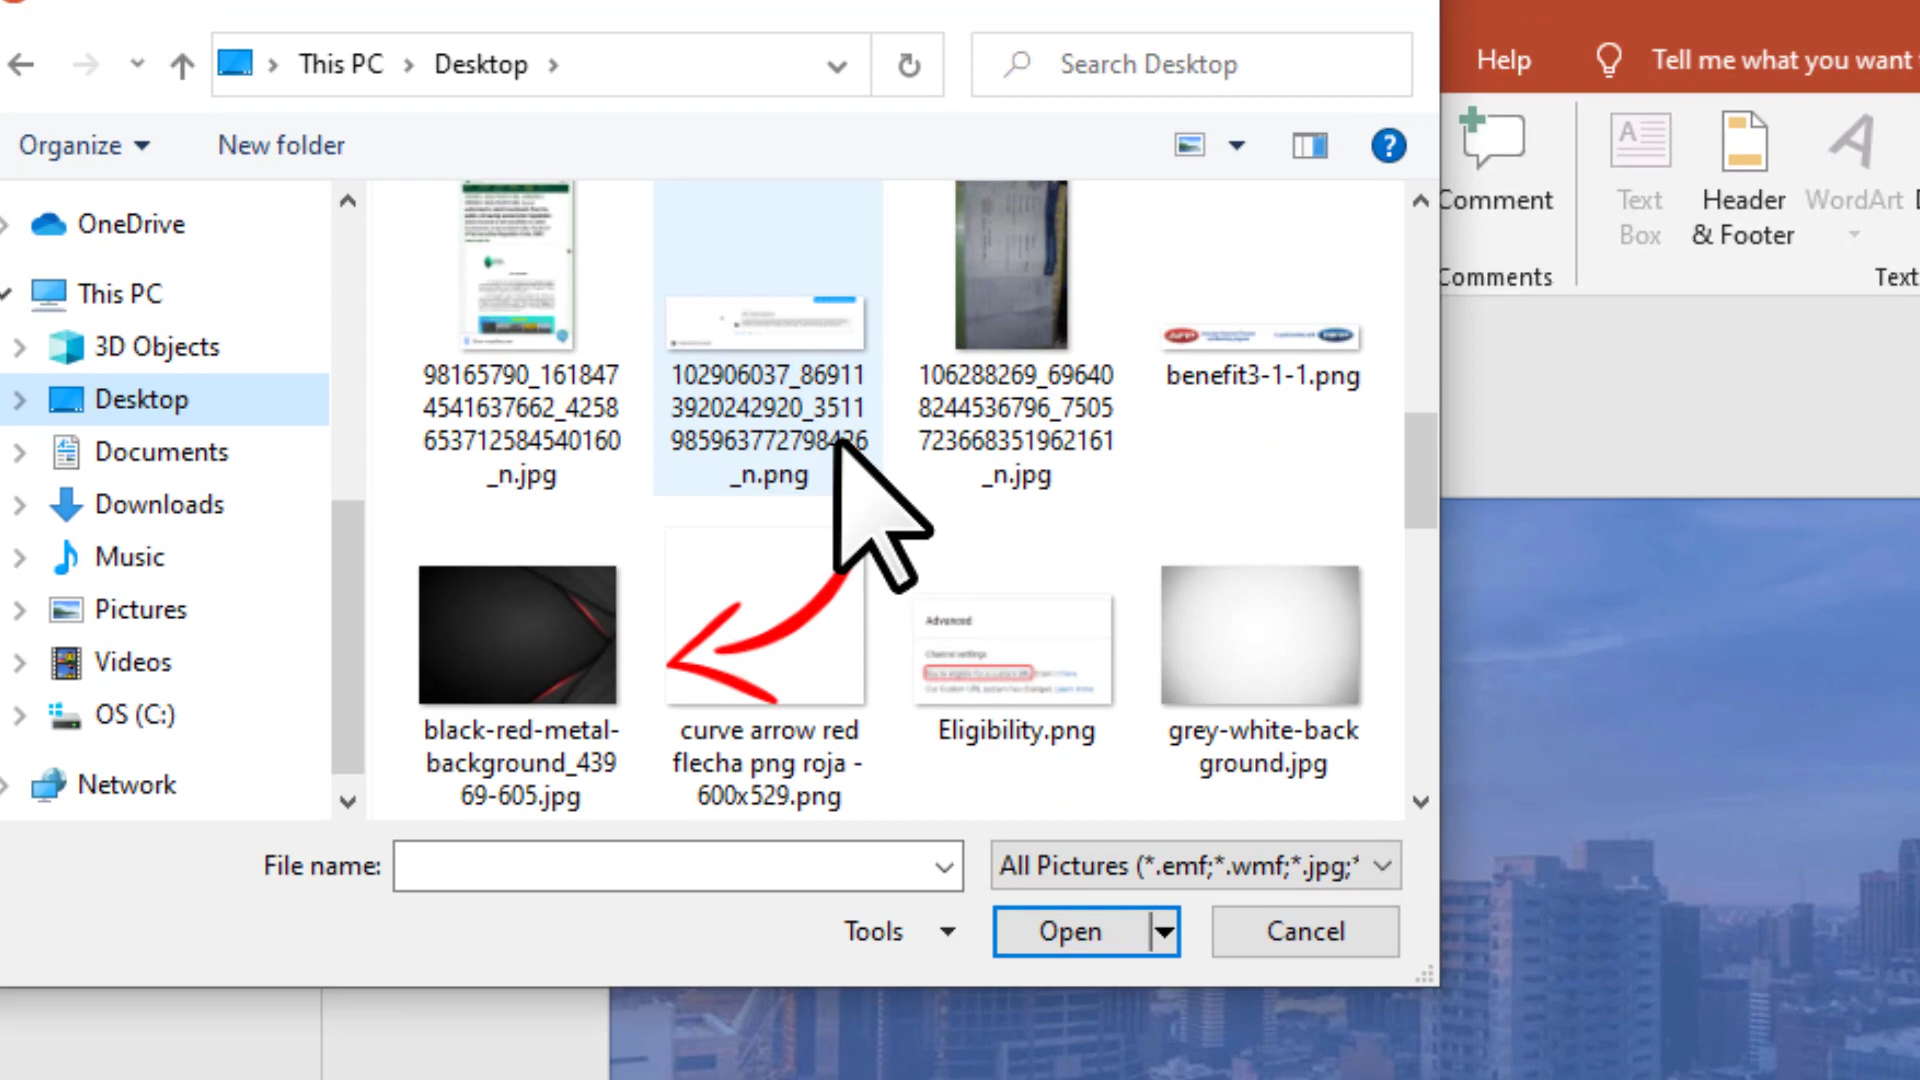 This PC
Desktop
Search Desktop
Help
Tell me what you want
Organize
New folder
?
Comment
Text
Box
Header
& Footer
WordArt
Comments
Text
OneDrive
This PC
3D Objects
Desktop
Documents
Downloads
Music
Pictures
Videos
OS (C:)
Network
98165790_161847
4541637662_4258
653712584540160
_n.jpg
102906037_86911
3920242920_3511
985963772798426
_n.png
106288269_69640
8244536796_7505
723668351962161
_n.jpg
benefit3-1-1.png
Advanced
Channel settings
black-red-metal-
background_439
69-605.jpg
curve arrow red
flecha png roja -
600x529.png
Eligibility.png
grey-white-back
ground.jpg
File name:
All Pictures (*.emf;*.wmf;*.jpg;*
Tools
Open
Cancel